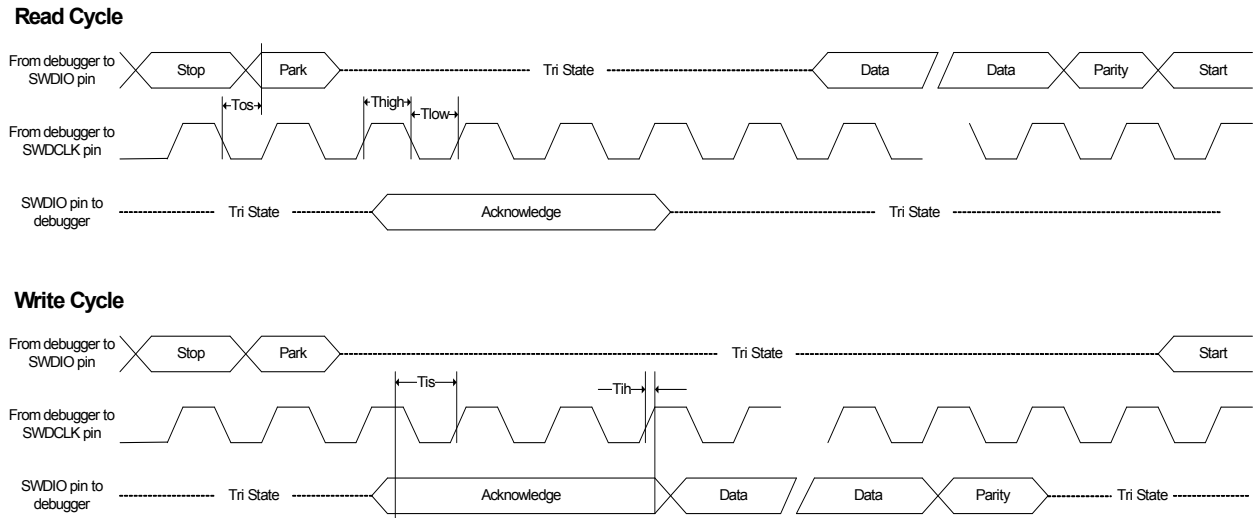 Read Cycle
From debugger to
SWDIO pin
Stop
Park
Tri State
Data
Data
Parity
Start
Tos
Thigh
Tlow
From debugger to
SWDCLK pin
SWDIO pin to
debugger
Tri State
Acknowledge
Tri State
Write Cycle
From debugger to
SWDIO pin
Stop
Park
Tri State
Start
Tis
Tih
From debugger to
SWDCLK pin
SWDIO pin to
debugger
Tri State
Acknowledge
Data
Data
Parity
Tri State